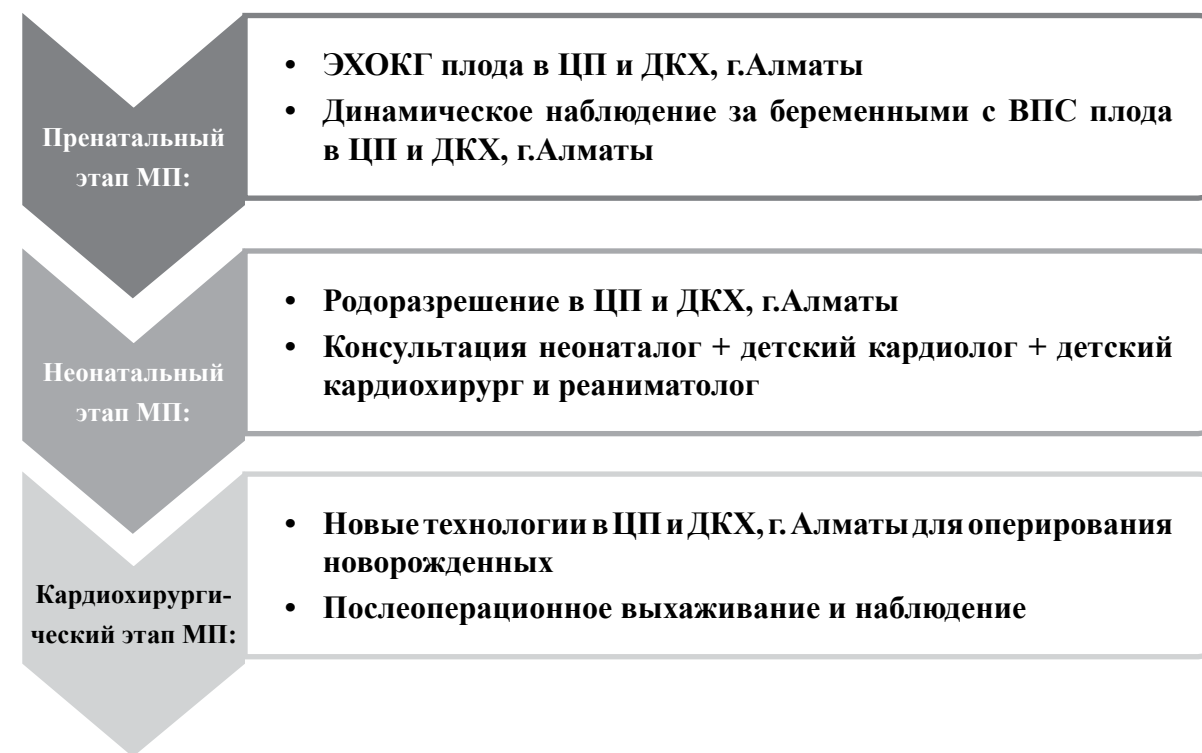 Пренатальный
этап МП:
• ЭХОКГ плода в ЦП и ДКХ, г.Алматы
• Динамическое наблюдение за беременными с ВПС плода
в ЦП и ДКХ, г.Алматы
Неонатальный
этап МП:
• Родоразрешение в ЦП и ДКХ, г.Алматы
• Консультация неонаталог + детский кардиолог + детский
кардиохирург и реаниматолог
Кардиохирурги-
ческий этап МП:
• Новые технологии в ЦП и ДКХ, г. Алматы для оперирования
новорожденных
• Послеоперационное выхаживание и наблюдение